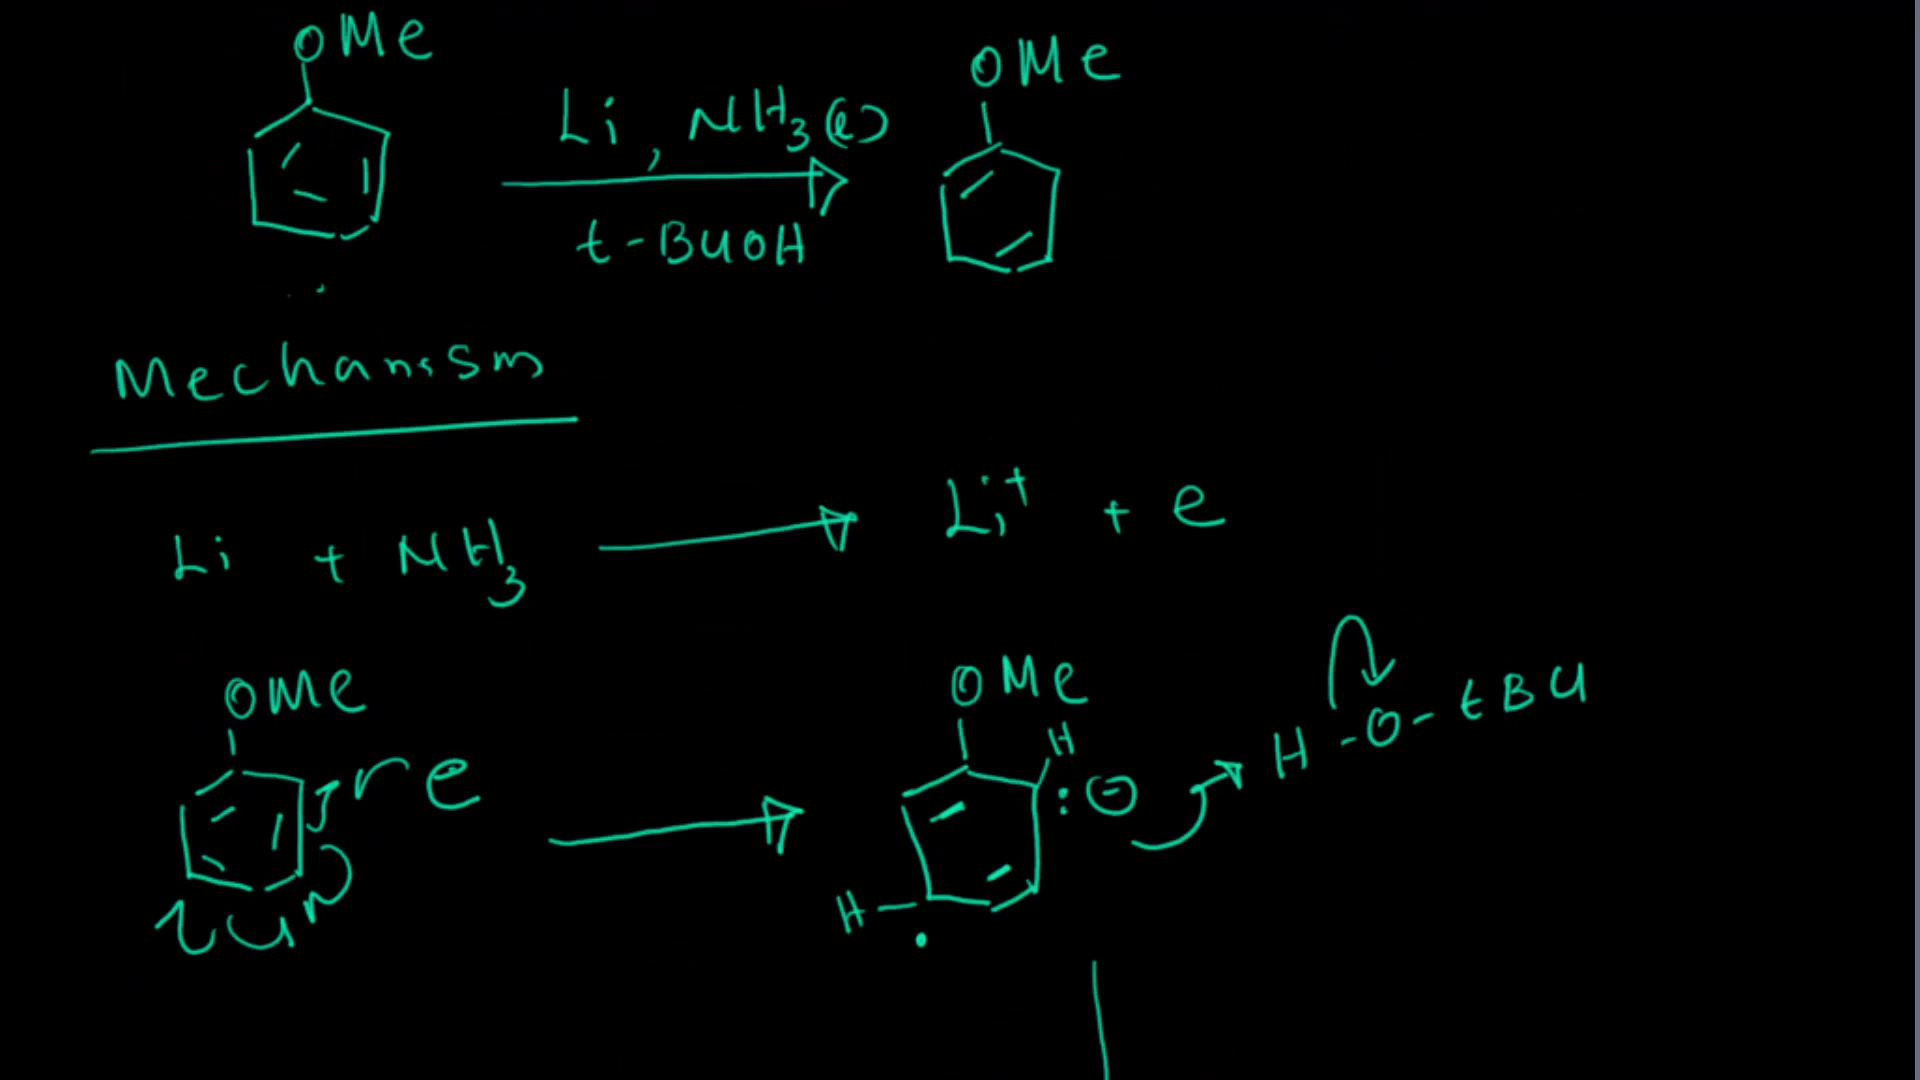 OMe
OMe
Li, NH3(l)
t-BuOH
Mechanism
Li + NH3 Li+ + e
OMe
OMe
H
H-O-tBu
e
:⊖
H